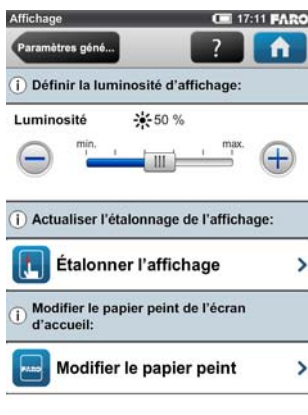 Affichage 17:11 FARO
Paramètres géné... ?
Définir la luminosité d'affichage:
Luminosité 50 %
min. max.
Actualiser l'étalonnage de l'affichage:
Étalonner l'affichage
Modifier le papier peint de l'écran
d'accueil:
FARO Modifier le papier peint